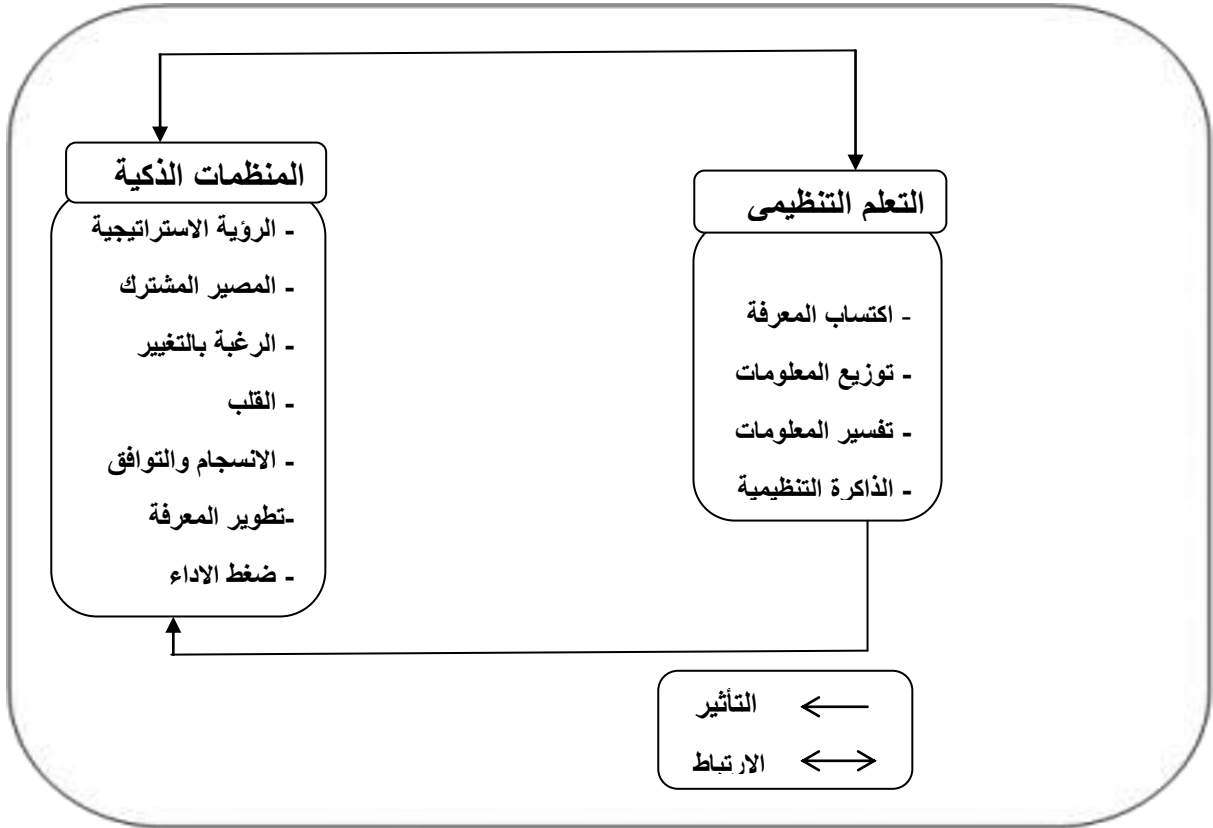 التعلم التنظيمى
- اكتساب المعرفة
- توزيع المعلومات
- تفسير المعلومات
- الذاكرة التنظيمية
المنظمات الذكية
- الرؤية الاستراتيجية
- المصير المشترك
- الرغبة بالتغيير
- القلب
- الانسجام والتوافق
-تطوير المعرفة
- ضغط الاداء
التأثير
الارتباط